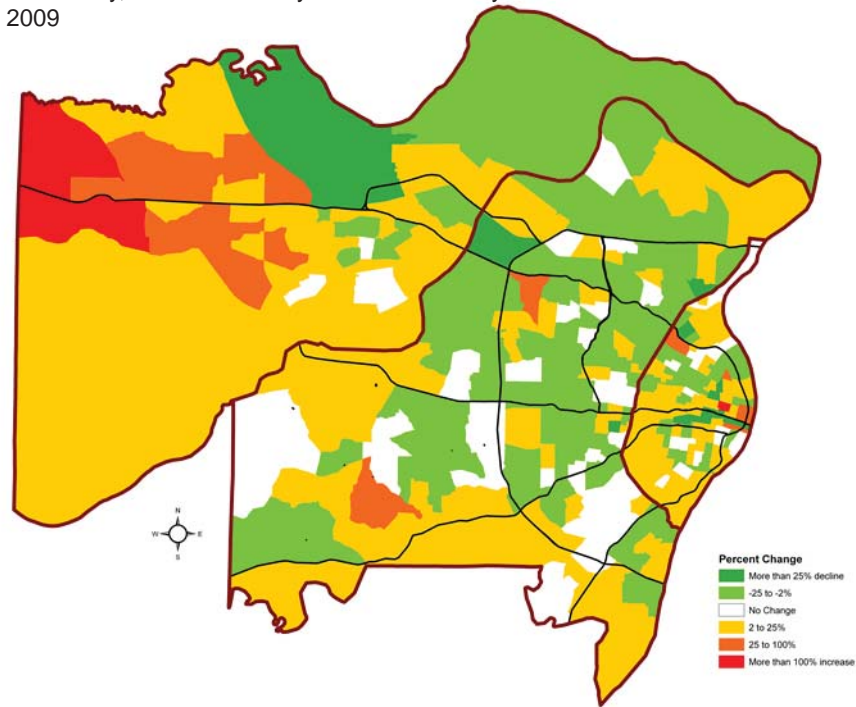 2009
N
W E
S
Percent Change
More than 25% decline
-25 to -2%
No Change
2 to 25%
25 to 100%
More than 100% increase